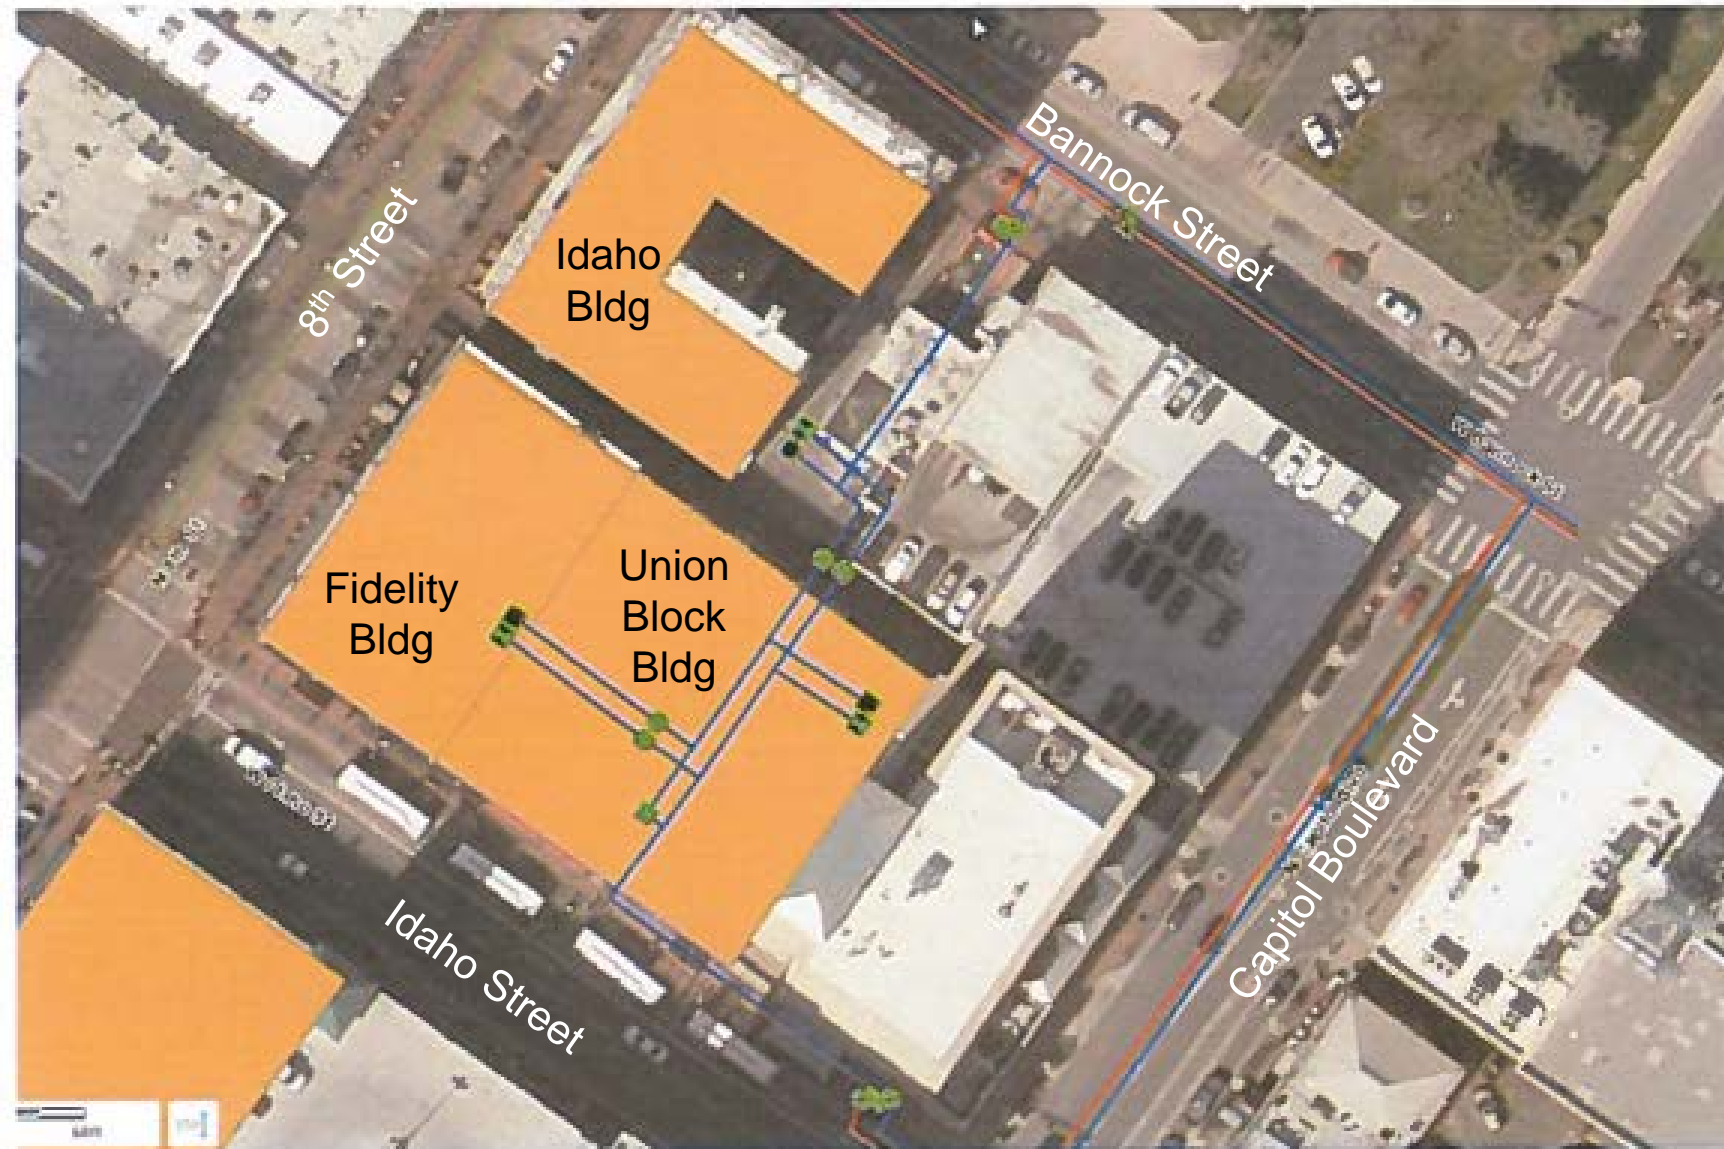 Bannock Street
8th Street
Idaho
Bldg
Fidelity
Bldg
Union
Block
Bldg
Capitol Boulevard
Idaho Street